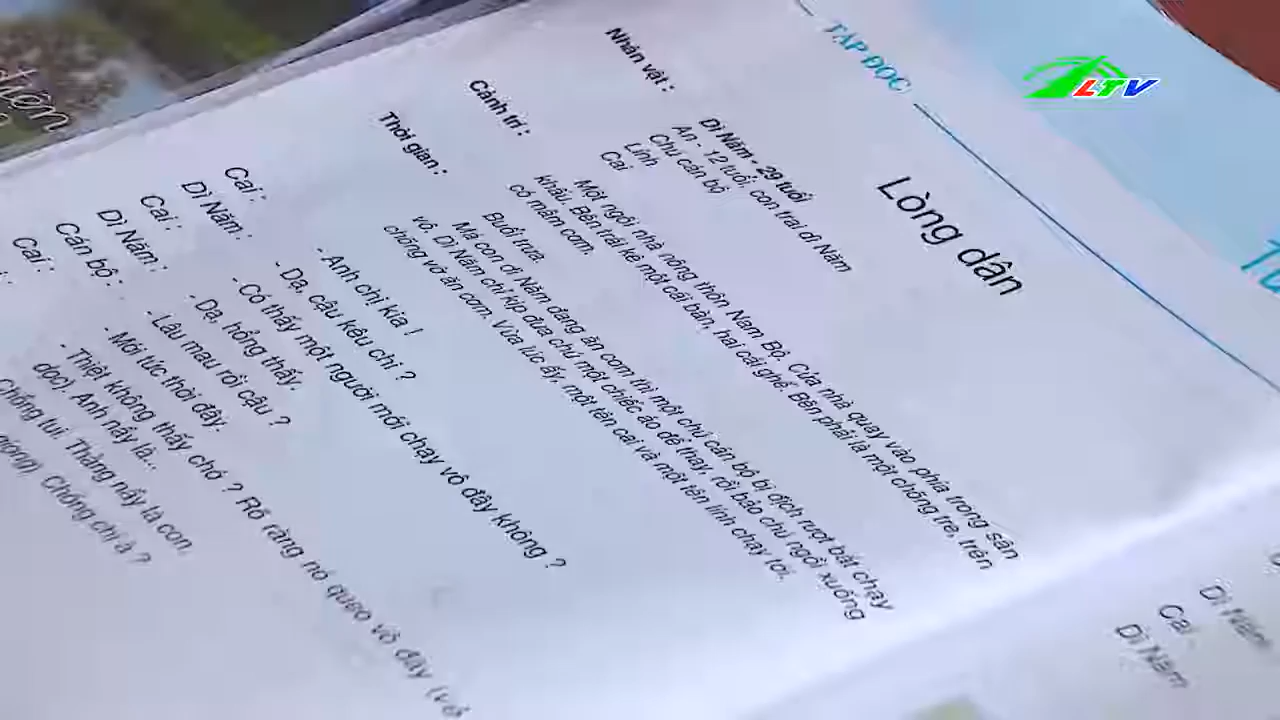 LTV
TẬP ĐỌC
Lòng dân
Nhân vật :
Dì Năm - 29 tuổi
An - 12 tuổi, con trai dì Năm
Chú cán bộ
Lính
Cai
Cảnh trí :
Một ngôi nhà nông thôn Nam Bộ. Cửa nhà quay vào phía trong sân
khấu. Bên trái kê một cái bàn, hai cái ghế. Bên phải là một chõng tre, trên
có mâm cơm.
Thời gian :
Buổi trưa.
Má con dì Năm đang ăn cơm thì một chú cán bộ bị địch rượt bắt chạy
vô. Dì Năm chỉ kịp đưa chú một chiếc áo để thay, rồi bảo chú ngồi xuống
chõng vờ ăn cơm. Vừa lúc ấy, một tên cai và một tên lính chạy tới.
Cai :
- Anh chị kia !
Dì Năm :
- Dạ, cậu kêu chi ?
Cai :
- Có thấy một người mới chạy vô đây không ?
Dì Năm :
- Dạ, hổng thấy.
Cán bộ :
- Lâu mau rồi cậu ?
Cai :
- Mới tức thời đây.
- Thiệt không thấy chớ ? Rõ ràng nó quẹo vô đây (vẻ
dọc). Anh nầy là...
Chồng tui. Thằng nầy là con.
Chồng chị à ?
Dì Năm
Cai
Dì Năm